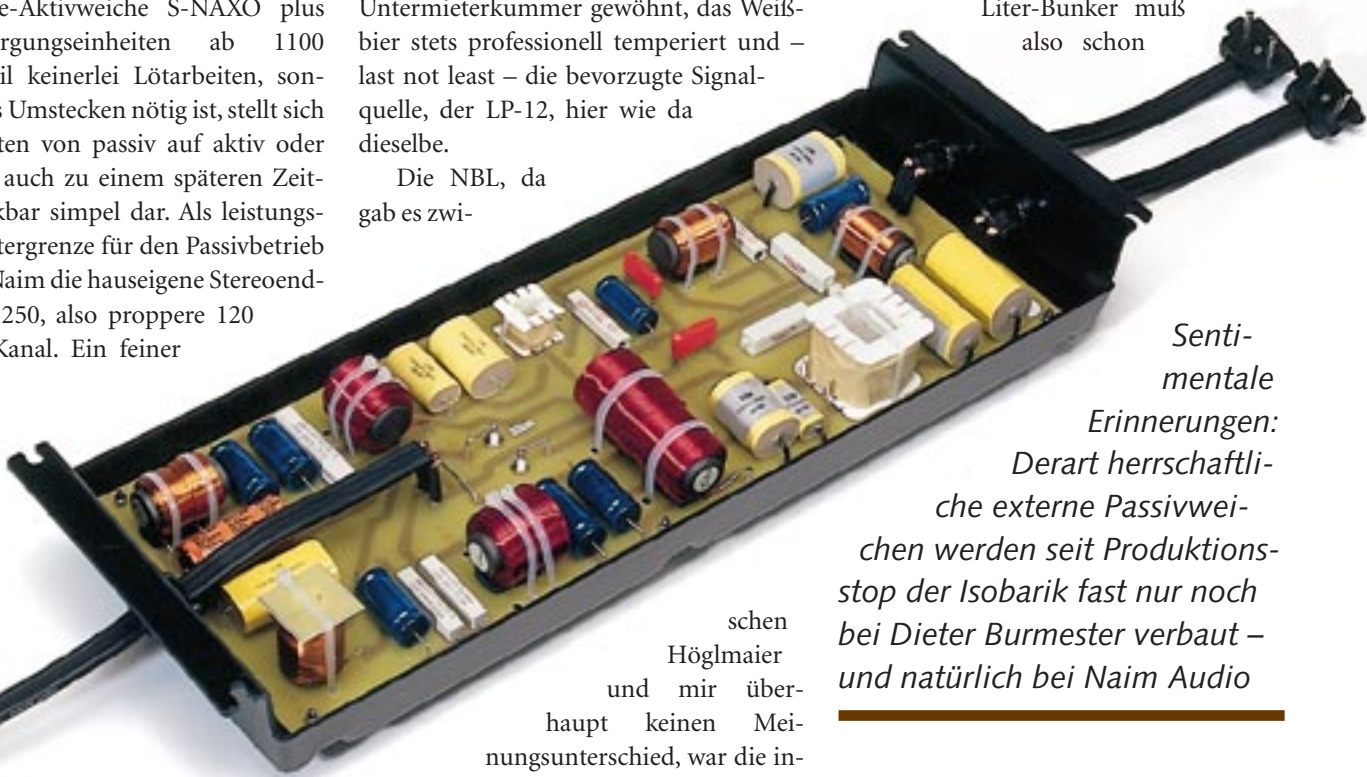 e-Aktivweiche S-NAXO plus
rgungseinheiten ab 1100
il keinerlei Lötarbeiten, son-
s Umstecken nötig ist, stellt sich
ten von passiv auf aktiv oder
auch zu einem späteren Zeit-
kbar simpel dar. Als leistungs-
tergrenze für den Passivbetrieb
Naim die hauseigene Stereoend-
250, also proppere 120
Kanal. Ein feiner
Untermieterkummer gewöhnt, das Weiß-
bier stets professionell temperiert und –
last not least – die bevorzugte Signal-
quelle, der LP-12, hier wie da
dieselbe.
Die NBL, da
gab es zwi-
schen
Höglmaier
und mir über-
haupt keinen Mei-
nungsunterschied, war die in-
Liter-Bunker muß
also schon
Senti-
mentale
Erinnerungen:
Derart herrschaftli-
che externe Passivwei-
chen werden seit Produktions-
stop der Isobarik fast nur noch
bei Dieter Burmester verbaut –
und natürlich bei Naim Audio